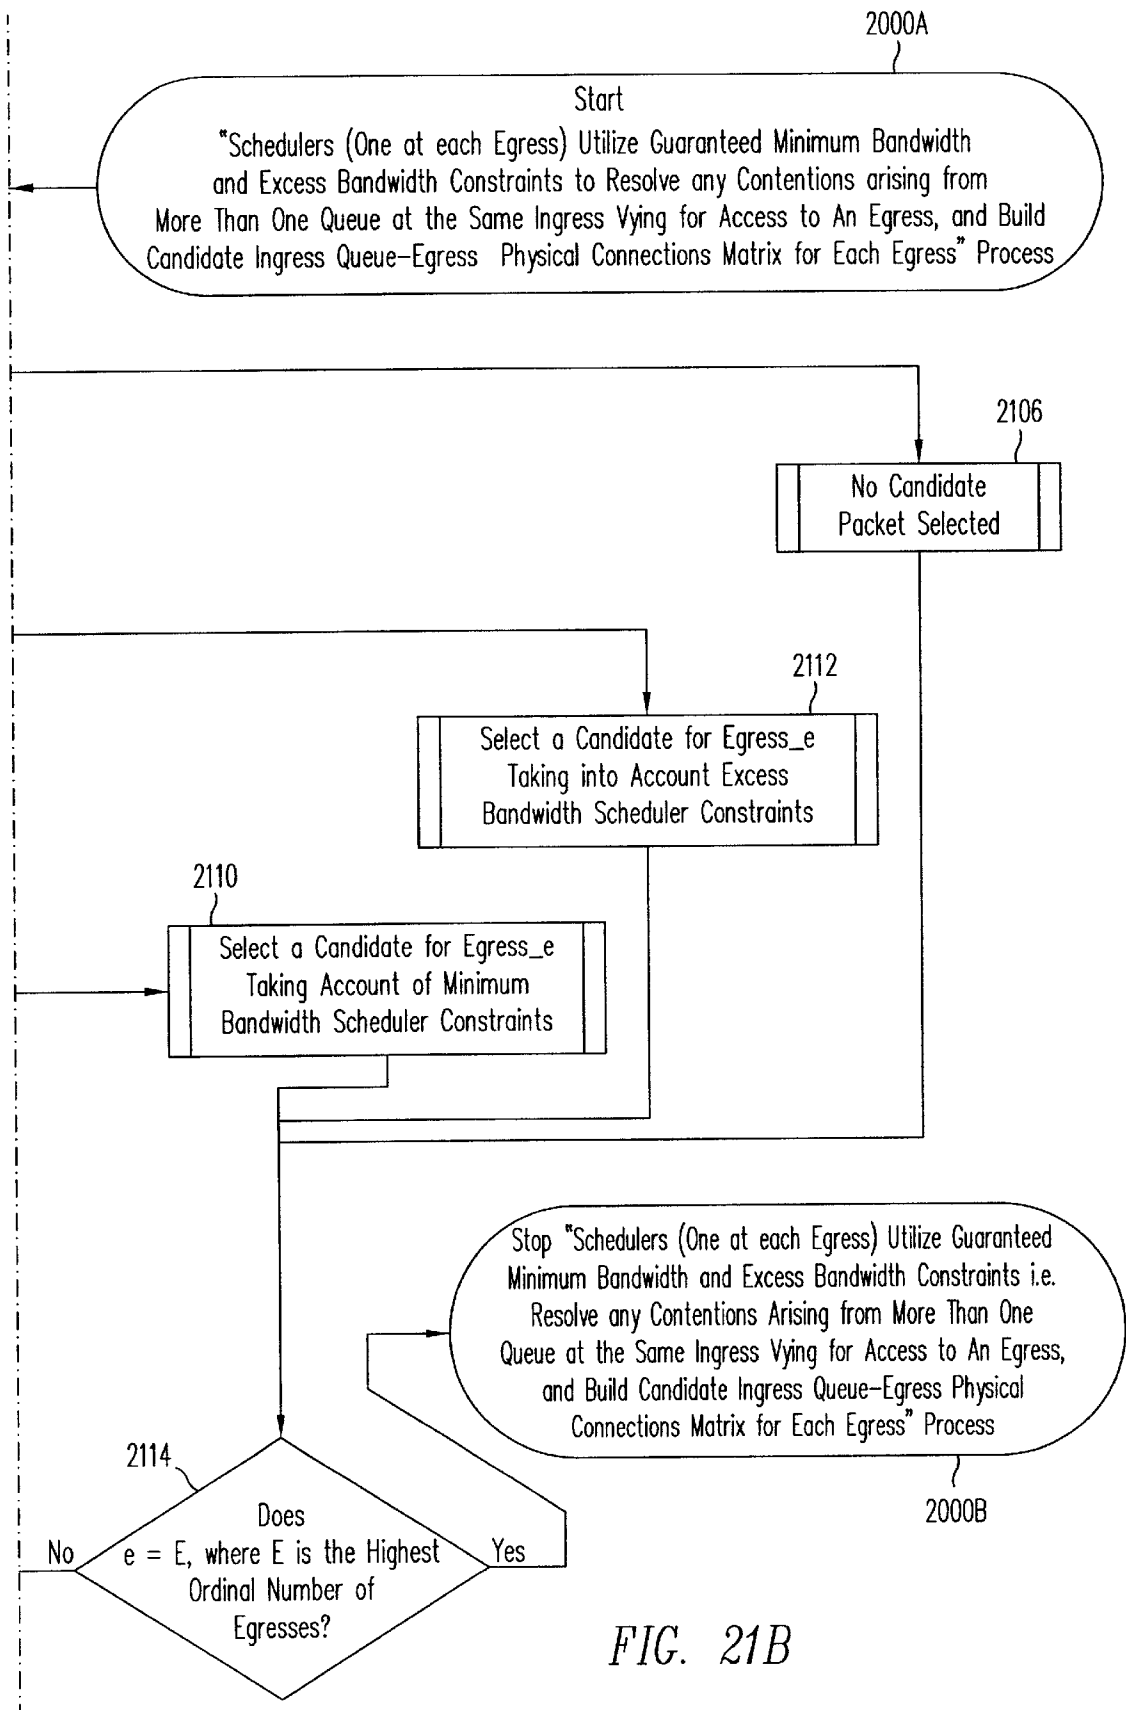 2000A
Start
"Schedulers (One at each Egress) Utilize Guaranteed Minimum Bandwidth
and Excess Bandwidth Constraints to Resolve any Contentions arising from
More Than One Queue at the Same Ingress Vying for Access to An Egress, and Build
Candidate Ingress Queue-Egress Physical Connections Matrix for Each Egress" Process
2106
No Candidate
Packet Selected
2112
Select a Candidate for Egress_e
Taking into Account Excess
Bandwidth Scheduler Constraints
2110
Select a Candidate for Egress_e
Taking Account of Minimum
Bandwidth Scheduler Constraints
Stop "Schedulers (One at each Egress) Utilize Guaranteed
Minimum Bandwidth and Excess Bandwidth Constraints i.e.
Resolve any Contentions Arising from More Than One
Queue at the Same Ingress Vying for Access to An Egress,
and Build Candidate Ingress Queue-Egress Physical
Connections Matrix for Each Egress" Process
2000B
2114
Does
e = E, where E is the Highest
Ordinal Number of
Egresses?
No
Yes
FIG. 21B